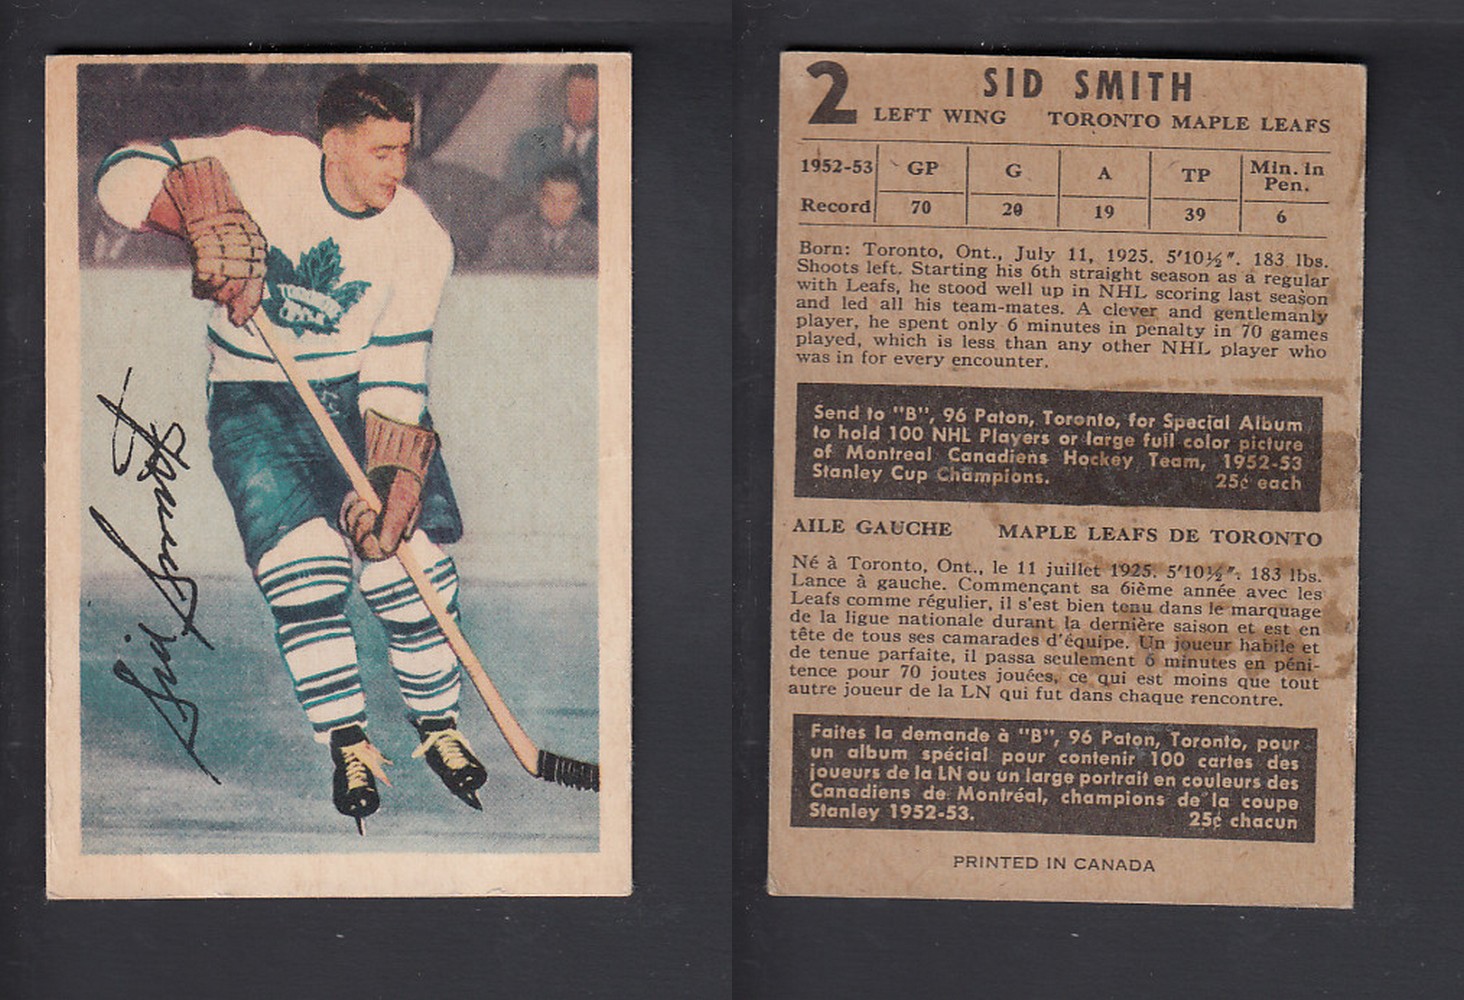 Sid Smith
TORONTO
MAPLE
LEAFS
2
SID SMITH
LEFT WING TORONTO MAPLE LEAFS
1952-53 GP G A TP Min. in Pen.
Record 70 20 19 39 6
Born: Toronto, Ont., July 11, 1925. 5'10½". 183 lbs.
Shoots left. Starting his 6th straight season as a regular
with Leafs, he stood well up in NHL scoring last season
and led all his team-mates. A clever and gentlemanly
player, he spent only 6 minutes in penalty in 70 games
played, which is less than any other NHL player who
was in for every encounter.
Send to "B", 96 Paton, Toronto, for Special Album
to hold 100 NHL Players or large full color picture
of Montreal Canadiens Hockey Team, 1952-53
Stanley Cup Champions. 25¢ each
AILE GAUCHE MAPLE LEAFS DE TORONTO
Né à Toronto, Ont., le 11 juillet 1925. 5'10½". 183 lbs.
Lance à gauche. Commençant sa 6ième année avec les
Leafs comme régulier, il s'est bien tenu dans le marquage
de la ligue nationale durant la dernière saison et est en
tête de tous ses camarades d'équipe. Un joueur habile et
de tenue parfaite, il passa seulement 6 minutes en péni-
tence pour 70 joutes jouées, ce qui est moins que tout
autre joueur de la LN qui fut dans chaque rencontre.
Faites la demande à "B", 96 Paton, Toronto, pour
un album spécial pour contenir 100 cartes des
joueurs de la LN ou un large portrait en couleurs des
Canadiens de Montréal, champions de la coupe
Stanley 1952-53. 25¢ chacun
PRINTED IN CANADA